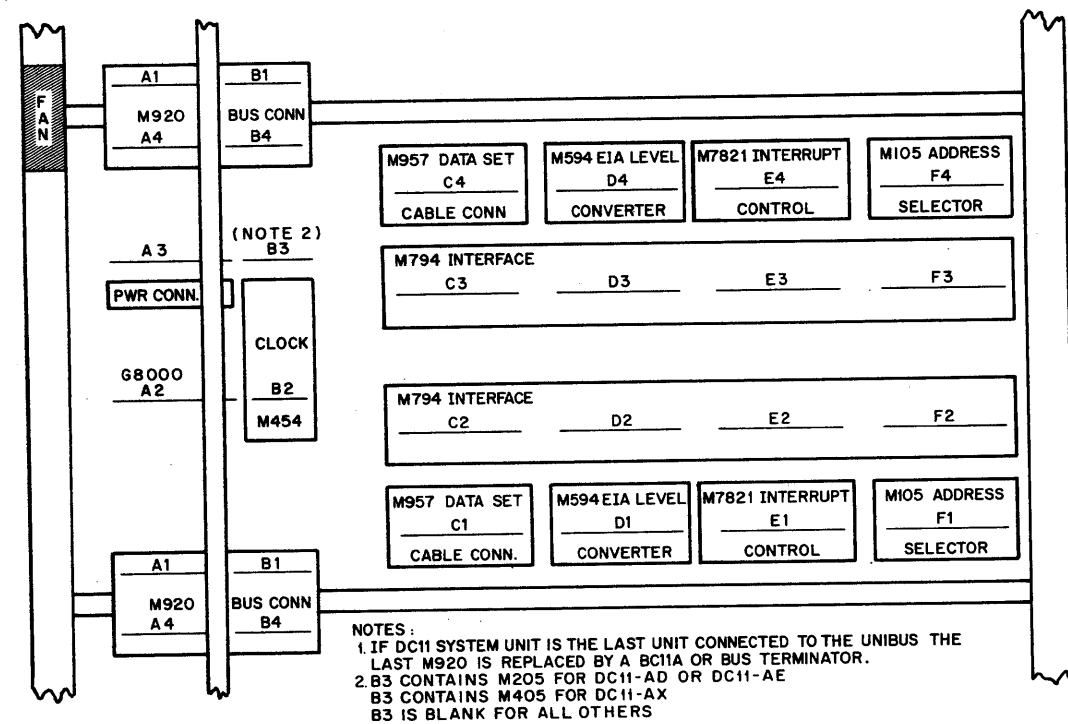 FAN
A1 B1
M920 BUS CONN
A4 B4
M957 DATA SET M594 EIA LEVEL M7821 INTERRUPT M105 ADDRESS
C4 D4 E4 F4
CABLE CONN CONVERTER CONTROL SELECTOR
(NOTE 2)
A3 B3
M794 INTERFACE
C3 D3 E3 F3
PWR CONN.
CLOCK
G8000
A2 B2
M454
M794 INTERFACE
C2 D2 E2 F2
M957 DATA SET M594 EIA LEVEL M7821 INTERRUPT M105 ADDRESS
C1 D1 E1 F1
CABLE CONN. CONVERTER CONTROL SELECTOR
A1 B1
M920 BUS CONN
A4 B4
NOTES:
1. IF DC11 SYSTEM UNIT IS THE LAST UNIT CONNECTED TO THE UNIBUS THE
LAST M920 IS REPLACED BY A BC11A OR BUS TERMINATOR.
2. B3 CONTAINS M205 FOR DC11-AD OR DC11-AE
B3 CONTAINS M405 FOR DC11-AX
B3 IS BLANK FOR ALL OTHERS